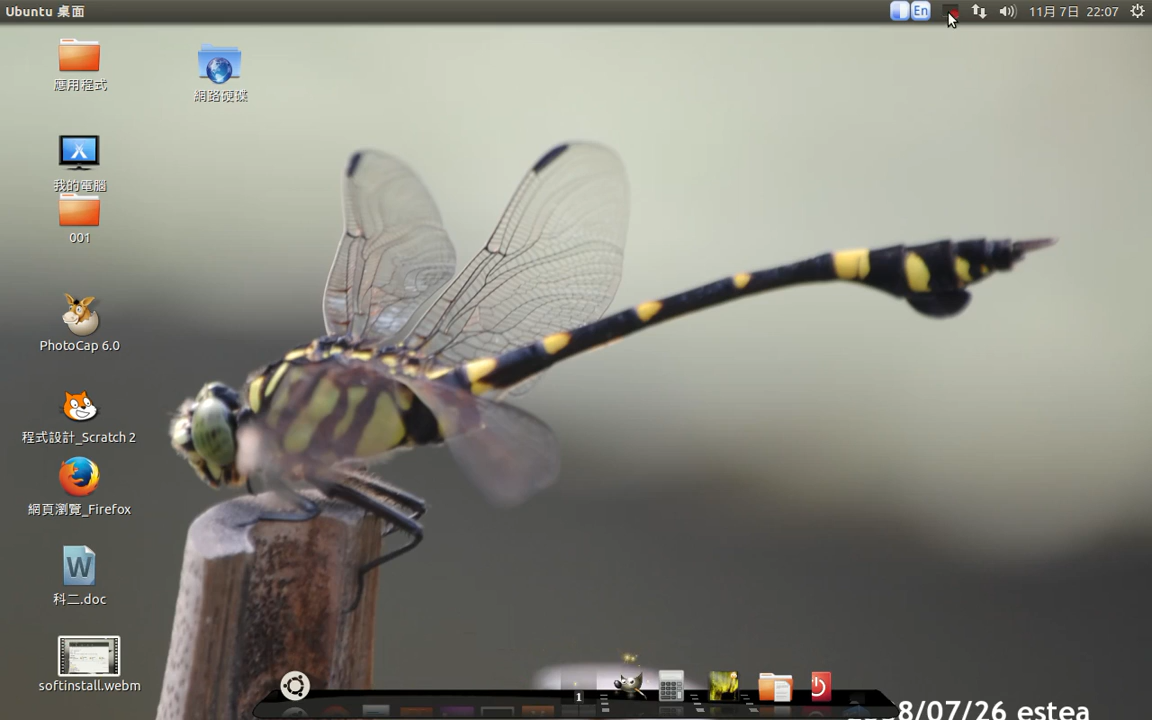 Ubuntu 桌面
En
11月 7日 22:07
應用程式
網路硬碟
我的電腦
001
PhotoCap 6.0
程式設計_Scratch 2
網頁瀏覽_Firefox
W
科二.doc
softinstall.webm
1
8/07/26 estea